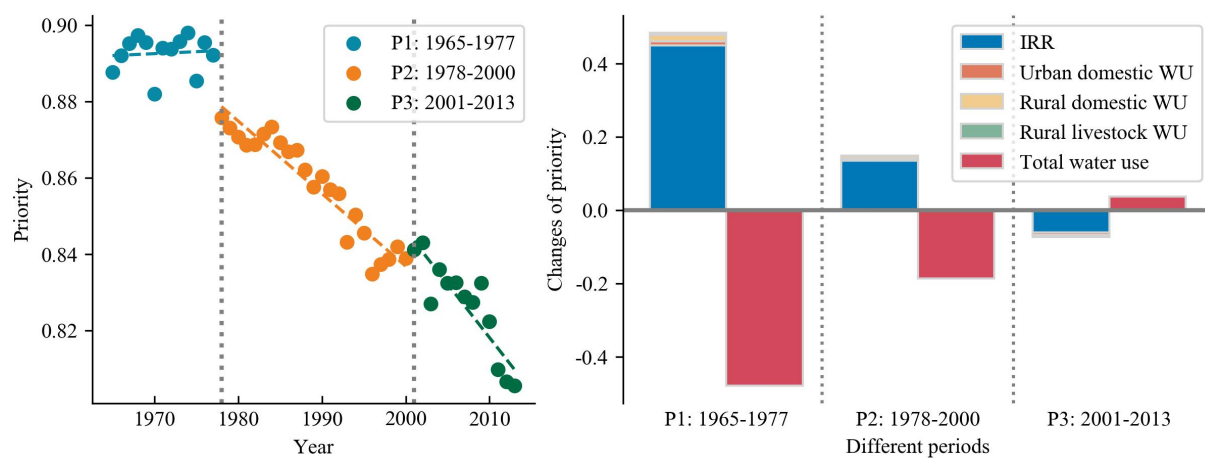 0.90
0.88
0.86
0.84
0.82
Priority
1970
1980
1990
2000
2010
Year
P1: 1965-1977
P2: 1978-2000
P3: 2001-2013
0.4
0.2
0.0
-0.2
-0.4
Changes of priority
IRR
Urban domestic WU
Rural domestic WU
Rural livestock WU
Total water use
P1: 1965-1977
P2: 1978-2000
P3: 2001-2013
Different periods